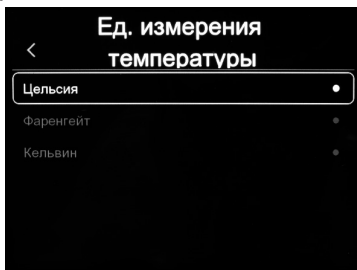 Ед. измерения
температуры
Цельсия
Фаренгейт
Кельвин